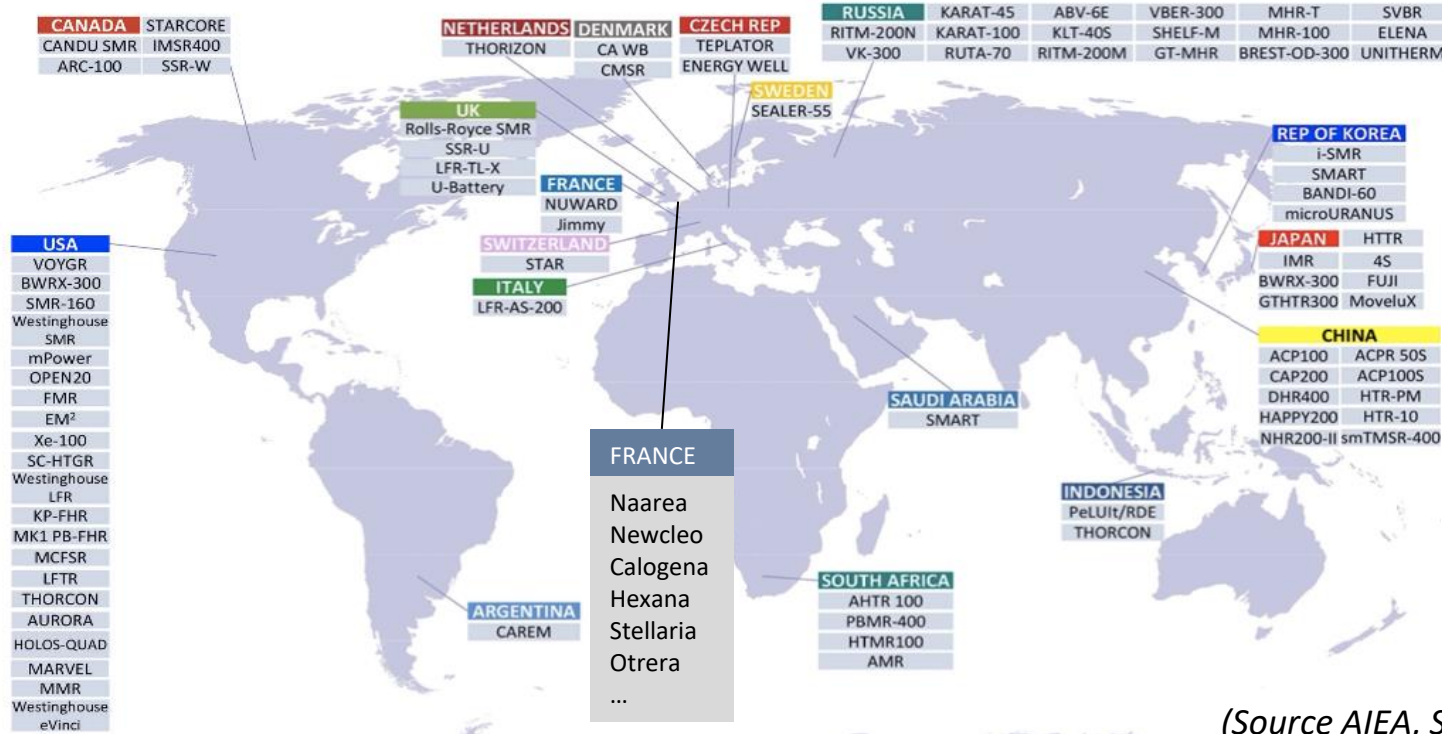 CANADA STARCORE
CANDU SMR IMSR400
ARC-100 SSR-W
NETHERLANDS
THORIZON
DENMARK
CA WB
CMSR
CZECH REP
TEPLATOR
ENERGY WELL
SWEDEN
SEALER-55
RUSSIA KARAT-45 ABV-6E VBER-300 MHR-T SVBR
RITM-200N KARAT-100 KLT-40S SHELF-M MHR-100 ELENA
VK-300 RUTA-70 RITM-200M GT-MHR BREST-OD-300 UNITHERM
UK
Rolls-Royce SMR
SSR-U
LFR-TL-X
U-Battery
FRANCE
NUWARD
Jimmy
SWITZERLAND
STAR
ITALY
LFR-AS-200
REP OF KOREA
i-SMR
SMART
BANDI-60
microURANUS
JAPAN HTTR
IMR 4S
BWRX-300 FUJI
GTHTR300 MoveluX
CHINA
ACP100 ACPR 50S
CAP200 ACP100S
DHR400 HTR-PM
HAPPY200 HTR-10
NHR200-II smTMSR-400
USA
VOYGR
BWRX-300
SMR-160
Westinghouse
SMR
mPower
OPEN20
FMR
EM²
Xe-100
SC-HTGR
Westinghouse
LFR
KP-FHR
MK1 PB-FHR
MCFSR
LFTR
THORCON
AURORA
HOLOS-QUAD
MARVEL
MMR
Westinghouse
eVinci
SAUDI ARABIA
SMART
FRANCE
Naarea
Newcleo
Calogena
Hexana
Stellaria
Otrera
...
INDONESIA
PeLUIt/RDE
THORCON
SOUTH AFRICA
AHTR 100
PBMR-400
HTMR100
AMR
ARGENTINA
CAREM
(Source AIEA, S